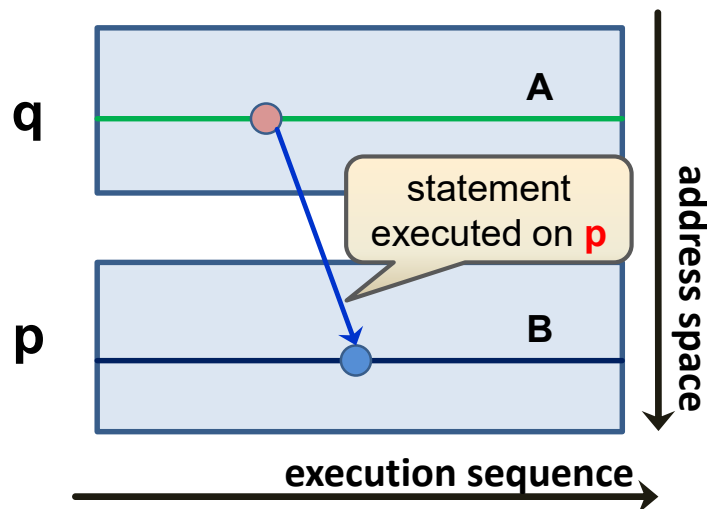 q
A
statement
executed on p
address space
p
B
execution sequence